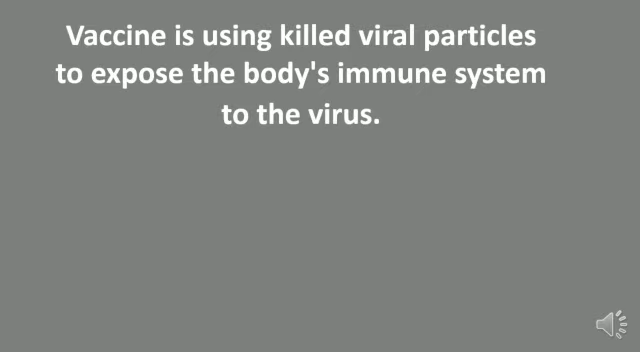 Vaccine is using killed viral particles
to expose the body's immune system
to the virus.